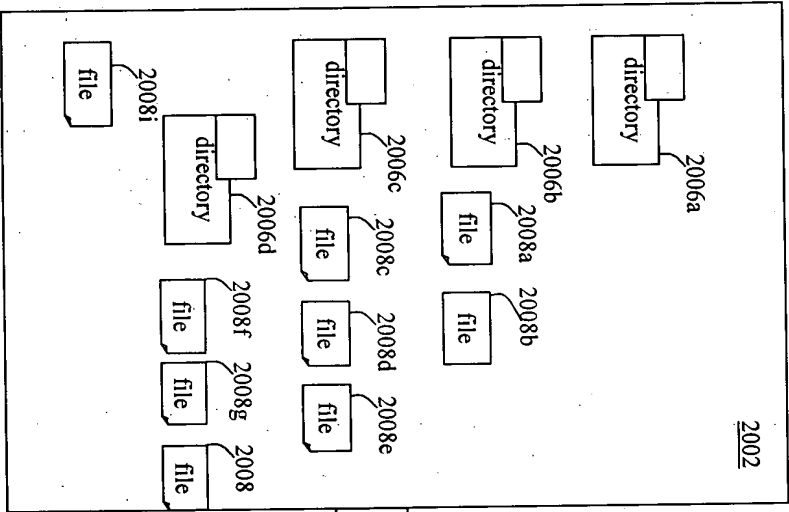 2002
2006a
directory
2006b 2008a 2008b
directory file file
2006c 2008c 2008d 2008e
directory file file file
2006d 2008f 2008g 2008
directory file file file
2008i
file